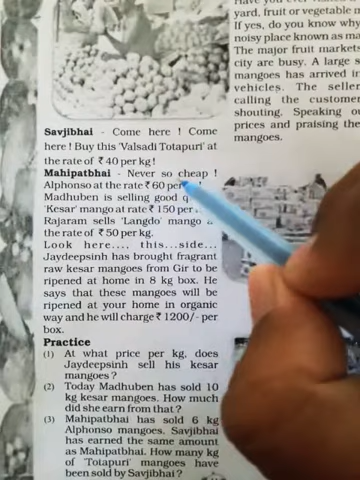 yard, fruit or vegetable m
If yes, do you know why
noisy place known as ma
The major fruit markets
city are busy. A large s
mangoes has arrived in
vehicles. The seller
calling the customer
shouting. Speaking ou
prices and praising the
mangoes.
Savjibhai - Come here ! Come
here ! Buy this 'Valsadi Totapuri' at
the rate of ₹ 40 per kg !
Mahipatbhai - Never so cheap !
Alphonso at the rate ₹ 60 per
Madhuben is selling good
'Kesar' mango at rate ₹ 150 per
Rajaram sells 'Langdo' mango
the rate of ₹ 50 per kg.
Look here...., this...side...
Jaydeepsinh has brought fragrant
raw kesar mangoes from Gir to be
ripened at home in 8 kg box. He
says that these mangoes will be
ripened at your home in organic
way and he will charge ₹ 1200/- per
box.
Practice
(1) At what price per kg, does
Jaydeepsinh sell his kesar
mangoes ?
(2) Today Madhuben has sold 10
kg kesar mangoes. How much
did she earn from that ?
(3) Mahipatbhai has sold 6 kg
Alphonso mangoes. Savjibhai
has earned the same amount
as Mahipatbhai. How many kg
of 'Totapuri' mangoes have
been sold by Savjibhai ?